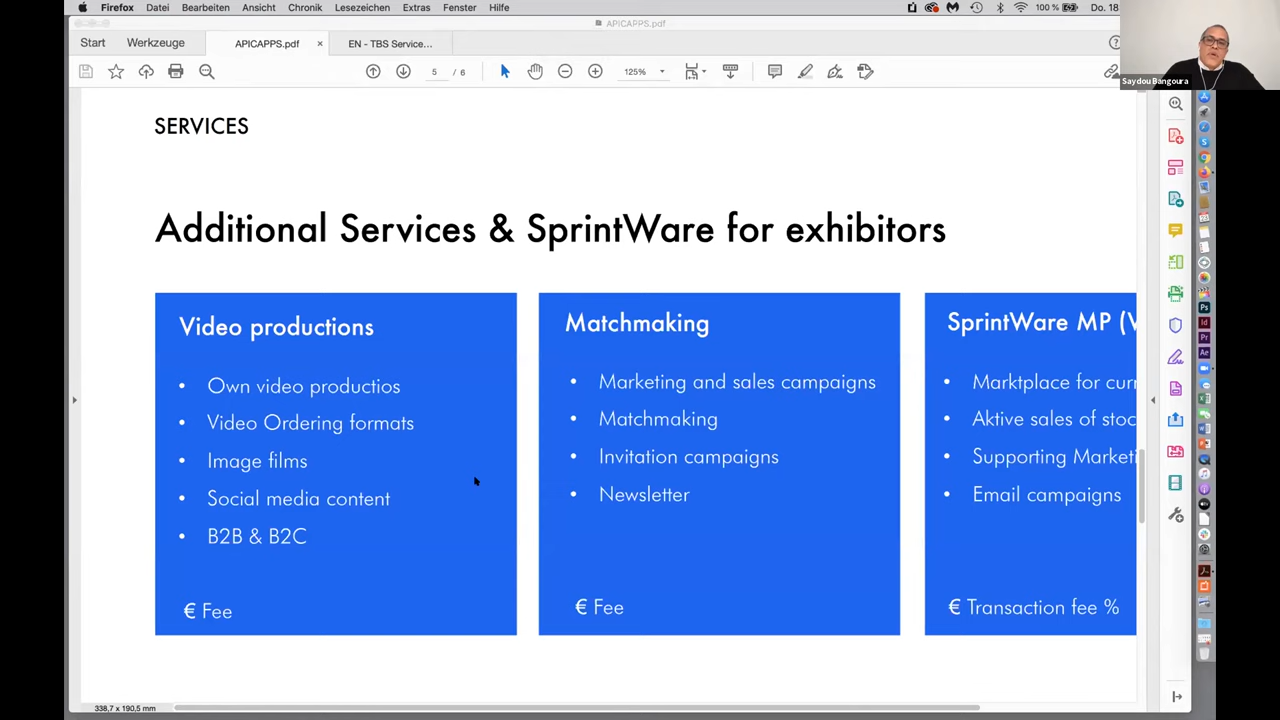 Firefox Datei Bearbeiten Ansicht Chronik Lesezeichen Extras Fenster Hilfe 100 % Do. 18
APICAPPS.pdf
Start Werkzeuge APICAPPS.pdf × EN - TBS Service...
5 / 6 125%
Saydou Bangoura
SERVICES
Additional Services & SprintWare for exhibitors
Video productions
• Own video productios
• Video Ordering formats
• Image films
• Social media content
• B2B & B2C
€ Fee
Matchmaking
• Marketing and sales campaigns
• Matchmaking
• Invitation campaigns
• Newsletter
€ Fee
SprintWare MP (V
• Marktplace for curr
• Aktive sales of stoc
• Supporting Marketi
• Email campaigns
€ Transaction fee %
338,7 x 190,5 mm